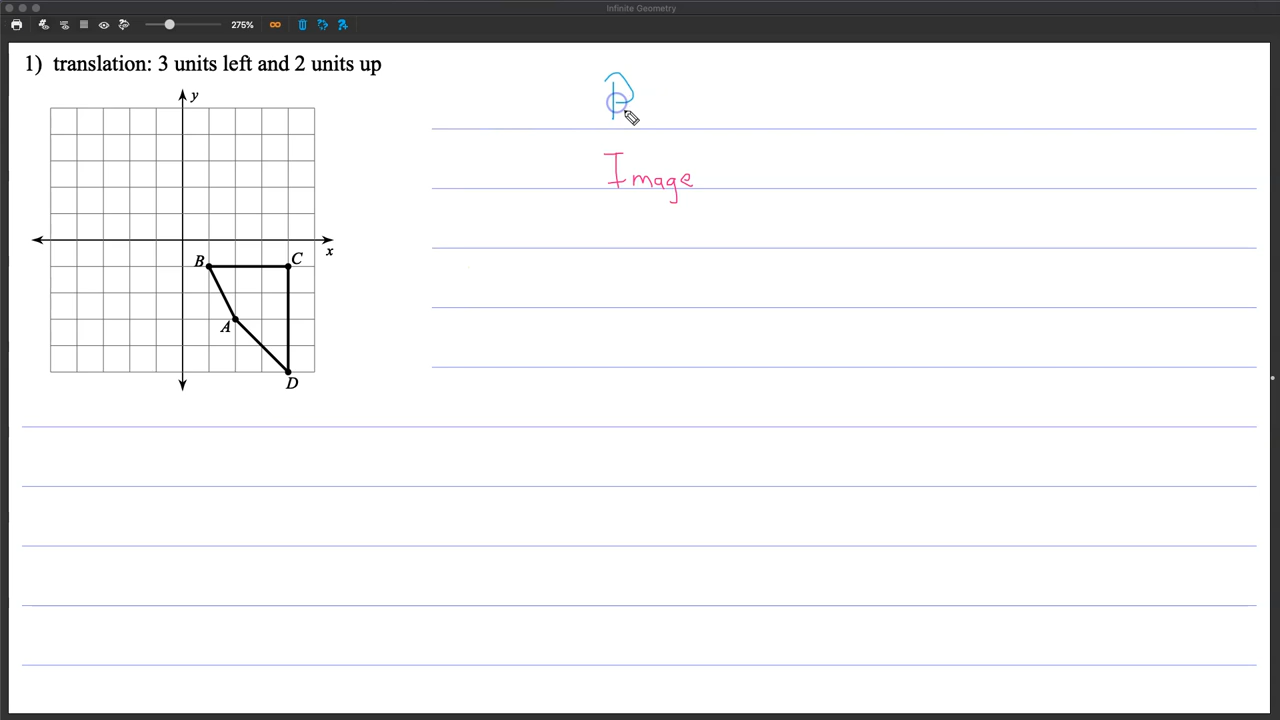 Infinite Geometry
275%
1) translation: 3 units left and 2 units up
y
x
B
C
A
D
P
Image